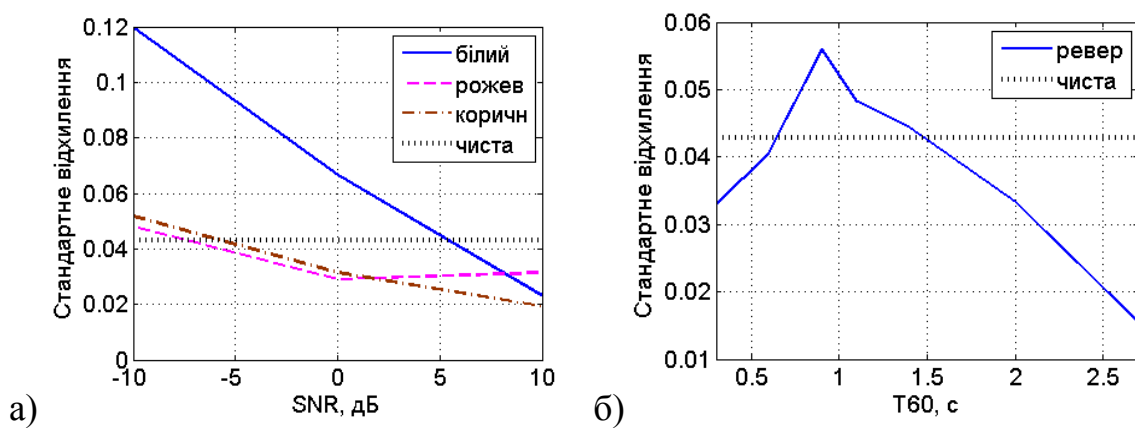 0.12
0.1
0.08
0.06
0.04
0.02
0
Стандартне відхилення
-10
-5
0
5
10
SNR, дБ
білий
рожев
коричн
чиста
а)
0.06
0.05
0.04
0.03
0.02
0.01
Стандартне відхилення
0.5
1
1.5
2
2.5
T60, с
ревер
чиста
б)